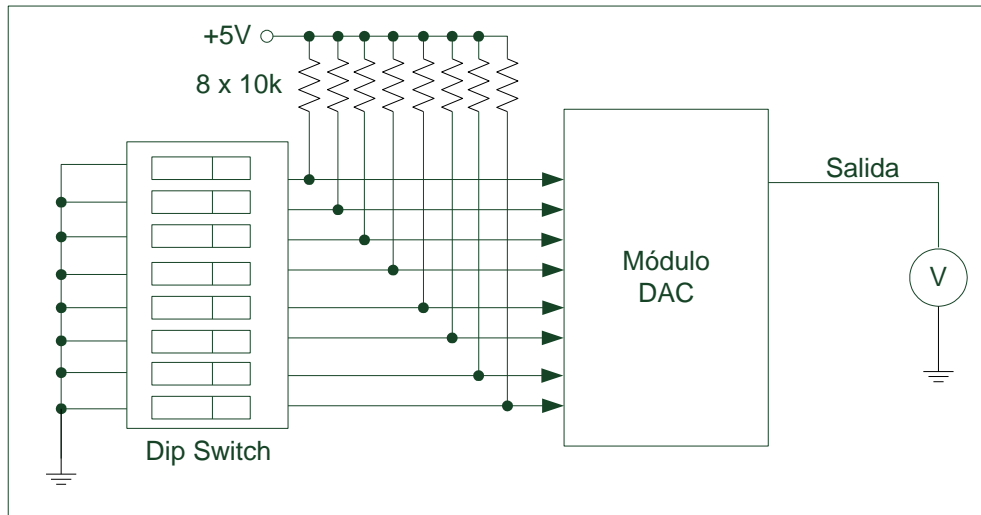 +5V
8 x 10k
Salida
Módulo
DAC
V
Dip Switch